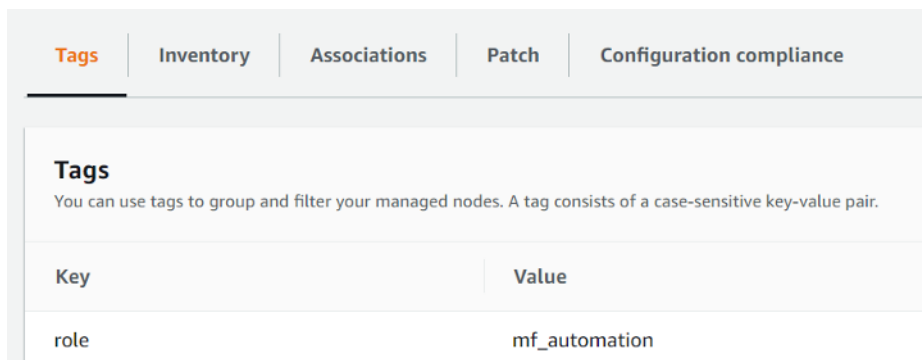 Tags Inventory Associations Patch Configuration compliance
Tags
You can use tags to group and filter your managed nodes. A tag consists of a case-sensitive key-value pair.
Key Value
role mf_automation